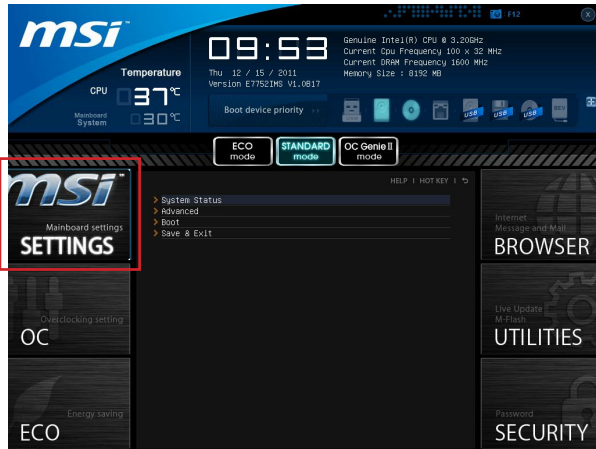 msi
F12
X
Temperature
CPU 37°C
Mainboard
System 30°C
09:53
Thu 12 / 15 / 2011
Version E7752IMS V1.0B17
Genuine Intel(R) CPU @ 3.20GHz
Current Cpu Frequency 100 x 32 MHz
Current DRAM Frequency 1600 MHz
Memory Size : 8192 MB
Boot device priority
USB
USB
USB
ECO
mode
STANDARD
mode
OC Genie II
mode
HELP | HOT KEY |
msi
Mainboard settings
SETTINGS
> System Status
> Advanced
> Boot
> Save & Exit
Overclocking setting
OC
Energy saving
ECO
Internet
Message and Mail
BROWSER
Live Update
M-Flash
UTILITIES
Password
SECURITY